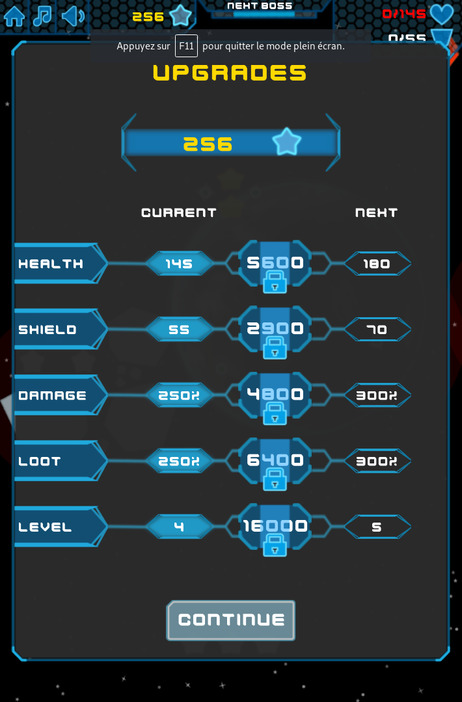 NEXT BOSS
256
0/145
0/55
Appuyez sur F11 pour quitter le mode plein écran.
UPGRADES
256
CURRENT NEXT
HEALTH 145 5600 180
SHIELD 55 2900 70
DAMAGE 250% 4800 300%
LOOT 250% 6400 300%
LEVEL 4 16000 5
CONTINUE